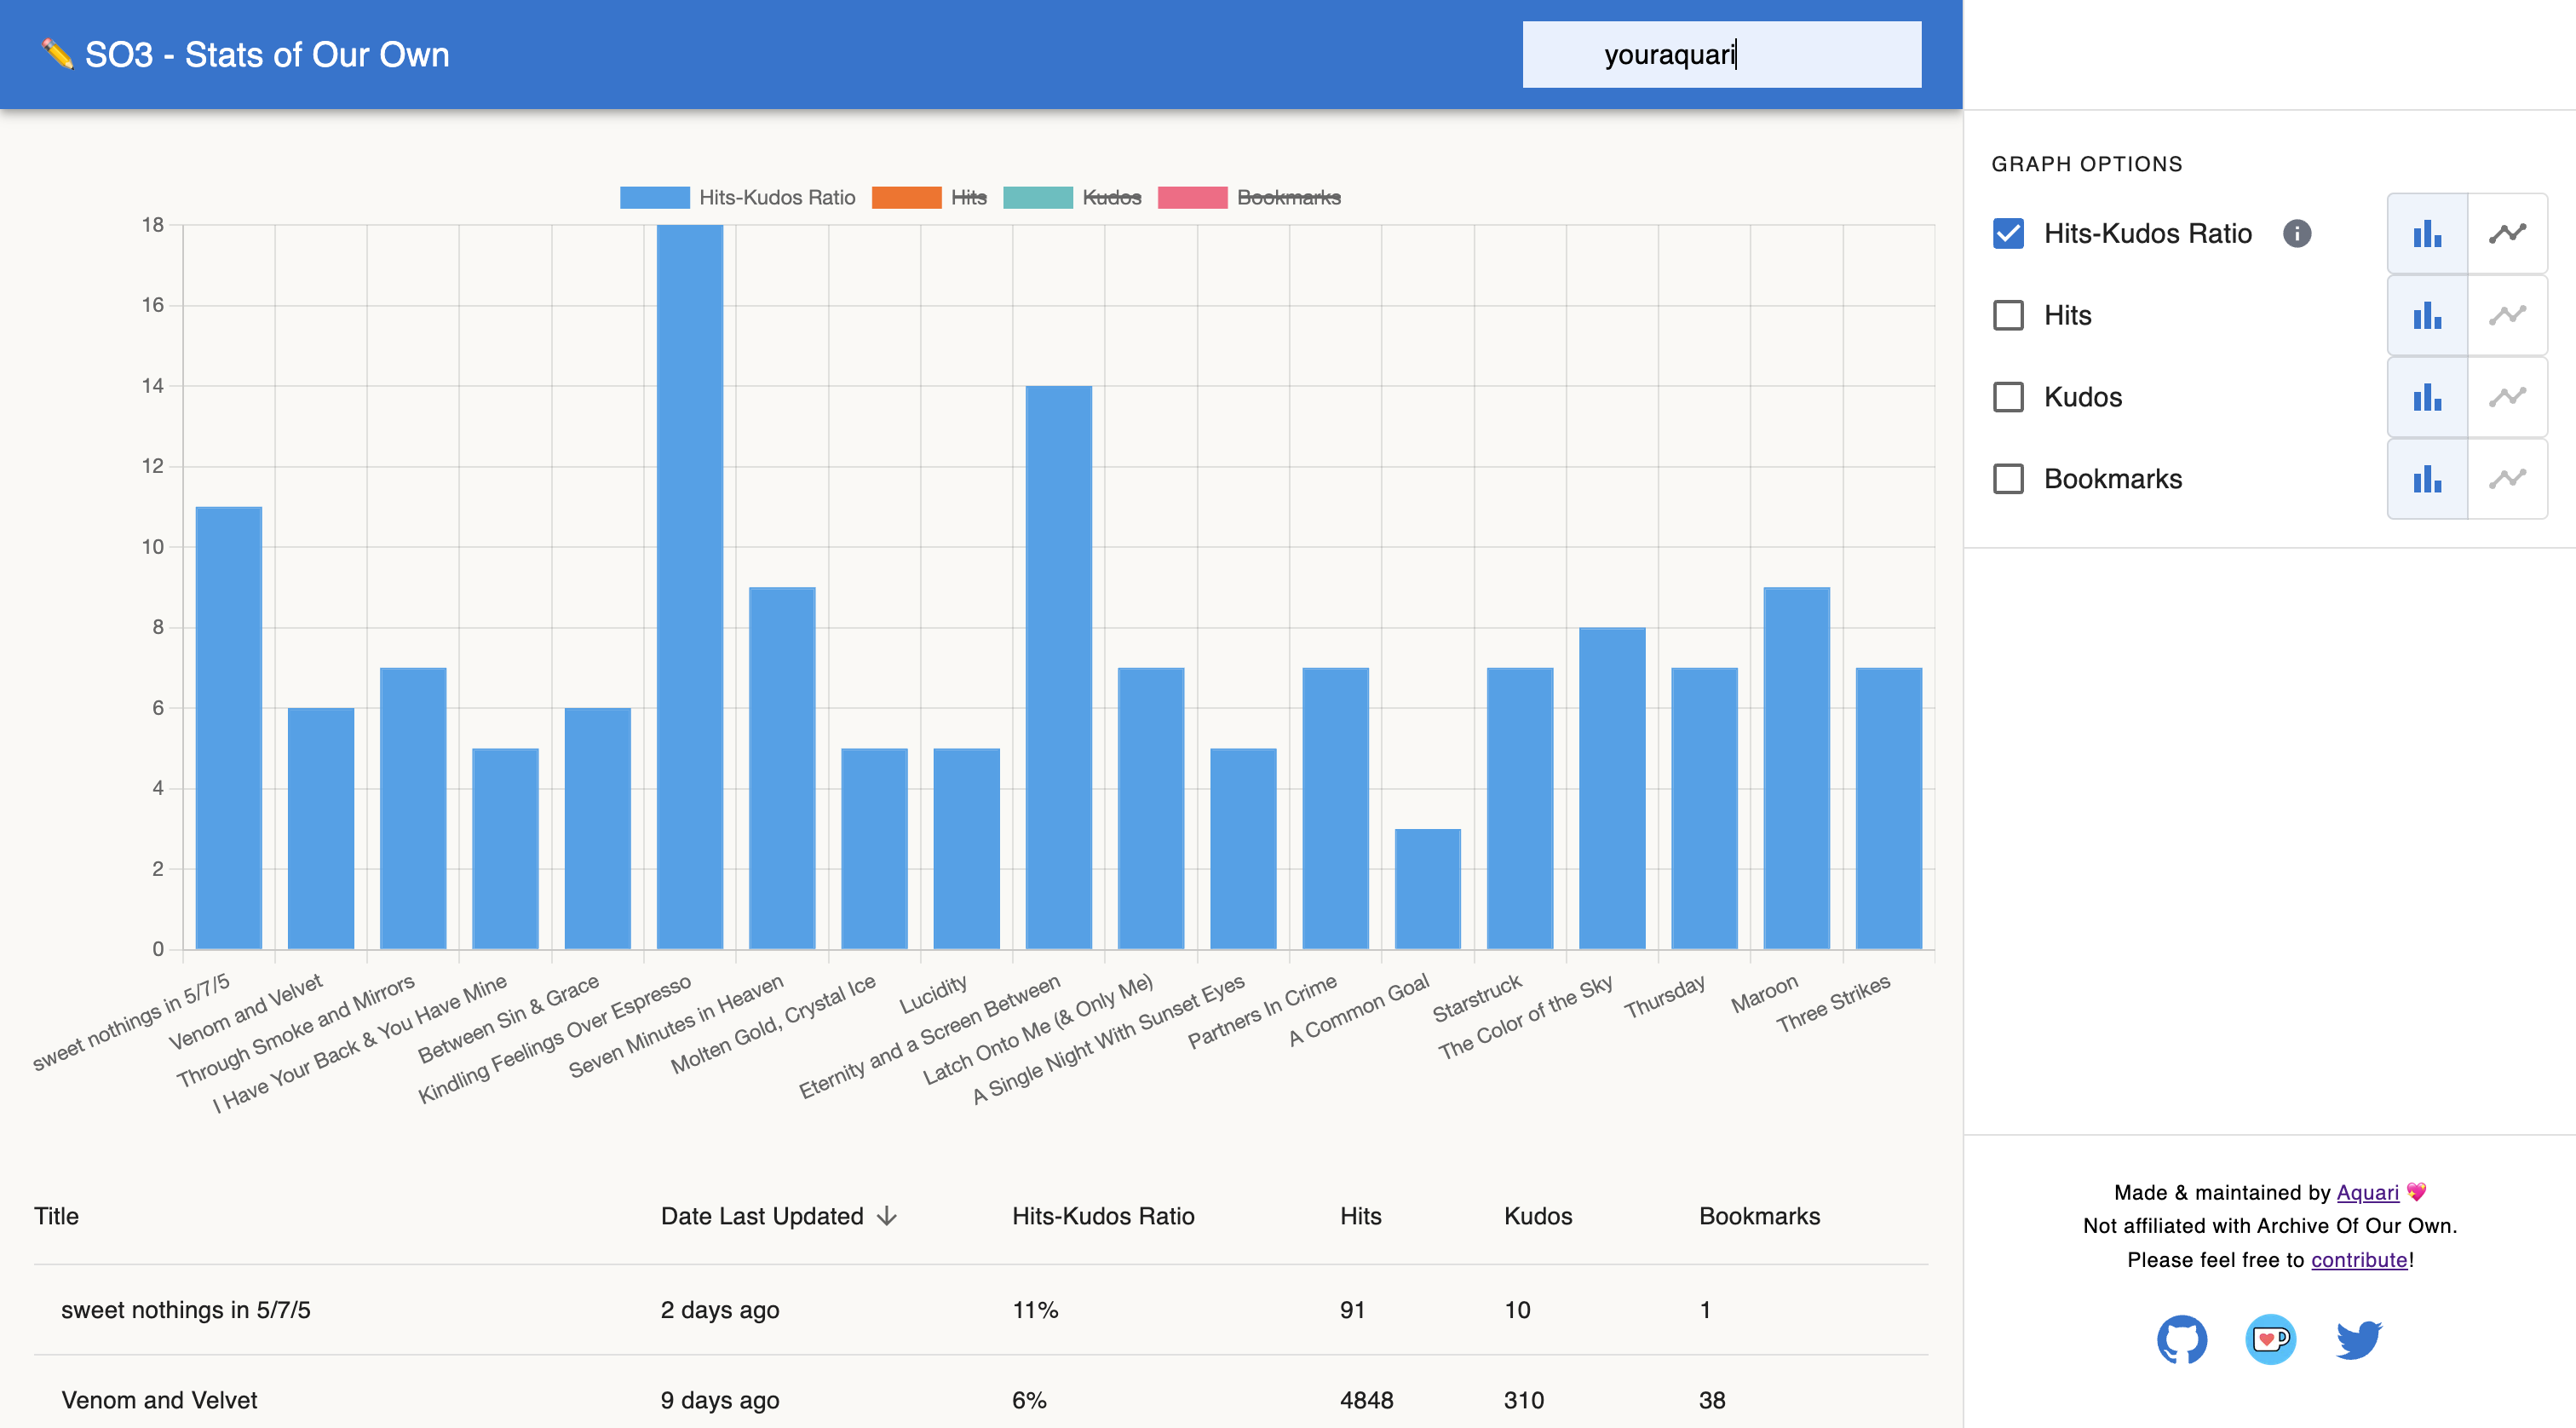 ✏️ SO3 - Stats of Our Own
youraquari
Hits-Kudos Ratio Hits Kudos Bookmarks
18
16
14
12
10
8
6
4
2
0
sweet nothings in 5/7/5
Venom and Velvet
Through Smoke and Mirrors
I Have Your Back & You Have Mine
Between Sin & Grace
Kindling Feelings Over Espresso
Seven Minutes in Heaven
Molten Gold, Crystal Ice
Lucidity
Eternity and a Screen Between
Latch Onto Me (& Only Me)
A Single Night With Sunset Eyes
Partners In Crime
A Common Goal
Starstruck
The Color of the Sky
Thursday
Maroon
Three Strikes
Title Date Last Updated ↓ Hits-Kudos Ratio Hits Kudos Bookmarks
sweet nothings in 5/7/5 2 days ago 11% 91 10 1
Venom and Velvet 9 days ago 6% 4848 310 38
GRAPH OPTIONS
Hits-Kudos Ratio
Hits
Kudos
Bookmarks
Made & maintained by Aquari 💖
Not affiliated with Archive Of Our Own.
Please feel free to contribute!